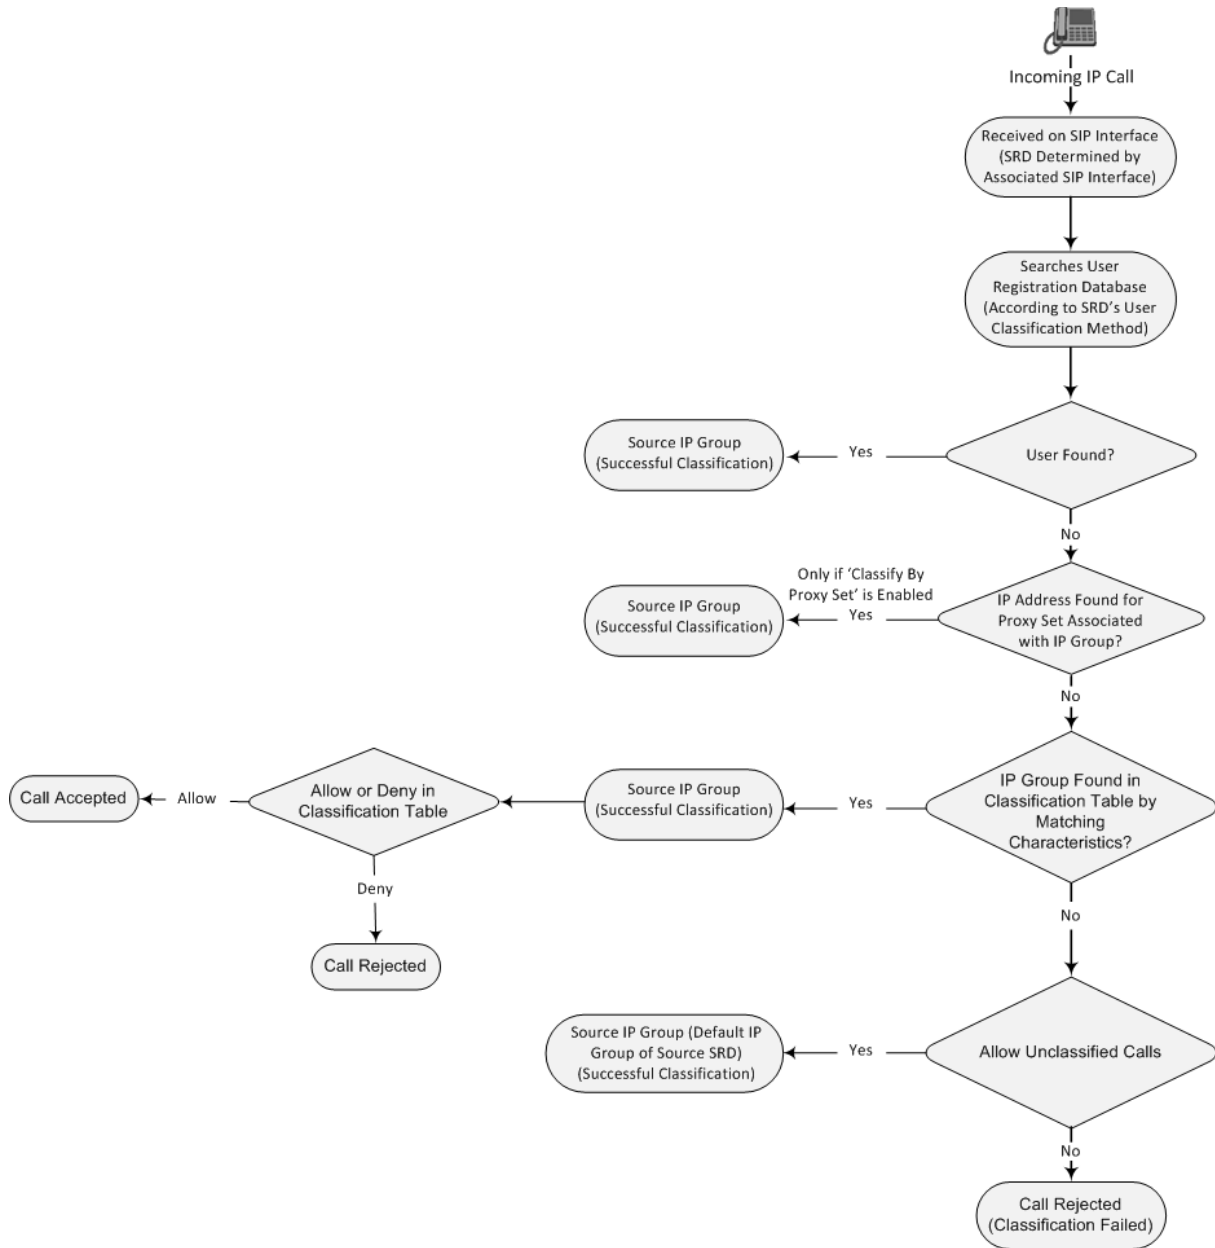 Incoming IP Call
Received on SIP Interface
(SRD Determined by
Associated SIP Interface)
Searches User
Registration Database
(According to SRD's User
Classification Method)
User Found?
Yes
Source IP Group
(Successful Classification)
No
IP Address Found for
Proxy Set Associated
with IP Group?
Only if 'Classify By
Proxy Set' is Enabled
Yes
Source IP Group
(Successful Classification)
No
IP Group Found in
Classification Table by
Matching
Characteristics?
Yes
Source IP Group
(Successful Classification)
Allow or Deny in
Classification Table
Allow
Call Accepted
Deny
Call Rejected
No
Allow Unclassified Calls
Yes
Source IP Group (Default IP
Group of Source SRD)
(Successful Classification)
No
Call Rejected
(Classification Failed)